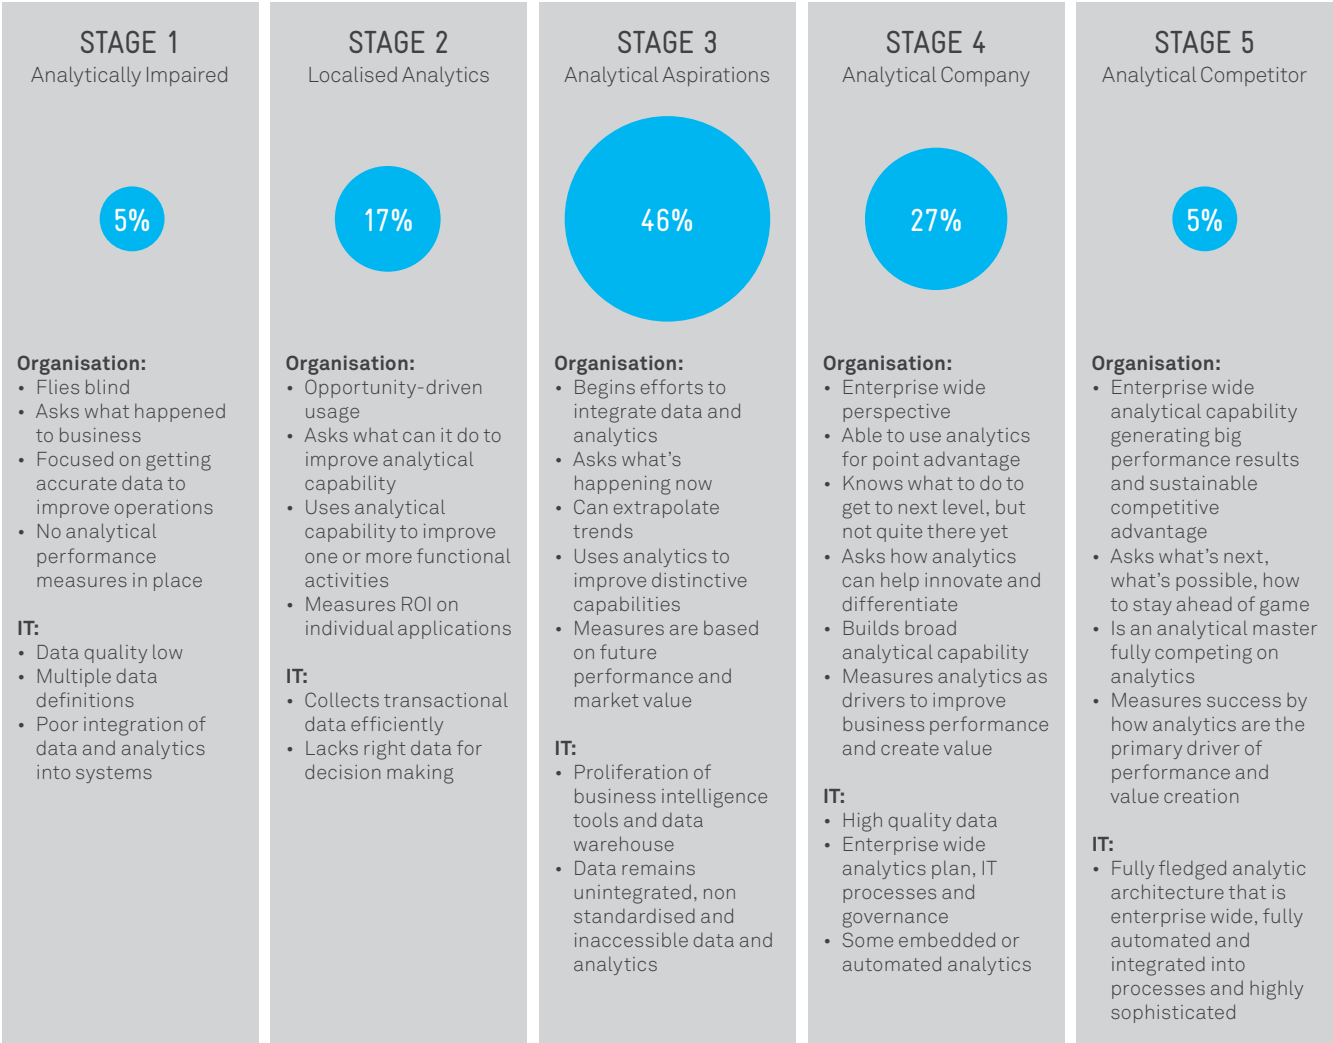 STAGE 1
Analytically Impaired
5%
Organisation:
• Flies blind
• Asks what happened
to business
• Focused on getting
accurate data to
improve operations
• No analytical
performance
measures in place
IT:
• Data quality low
• Multiple data
definitions
• Poor integration of
data and analytics
into systems
STAGE 2
Localised Analytics
17%
Organisation:
• Opportunity-driven
usage
• Asks what can it do to
improve analytical
capability
• Uses analytical
capability to improve
one or more functional
activities
• Measures ROI on
individual applications
IT:
• Collects transactional
data efficiently
• Lacks right data for
decision making
STAGE 3
Analytical Aspirations
46%
Organisation:
• Begins efforts to
integrate data and
analytics
• Asks what's
happening now
• Can extrapolate
trends
• Uses analytics to
improve distinctive
capabilities
• Measures are based
on future
performance and
market value
IT:
• Proliferation of
business intelligence
tools and data
warehouse
• Data remains
unintegrated, non
standardised and
inaccessible data and
analytics
STAGE 4
Analytical Company
27%
Organisation:
• Enterprise wide
perspective
• Able to use analytics
for point advantage
• Knows what to do to
get to next level, but
not quite there yet
• Asks how analytics
can help innovate and
differentiate
• Builds broad
analytical capability
• Measures analytics as
drivers to improve
business performance
and create value
IT:
• High quality data
• Enterprise wide
analytics plan, IT
processes and
governance
• Some embedded or
automated analytics
STAGE 5
Analytical Competitor
5%
Organisation:
• Enterprise wide
analytical capability
generating big
performance results
and sustainable
competitive
advantage
• Asks what's next,
what's possible, how
to stay ahead of game
• Is an analytical master
fully competing on
analytics
• Measures success by
how analytics are the
primary driver of
performance and
value creation
IT:
• Fully fledged analytic
architecture that is
enterprise wide, fully
automated and
integrated into
processes and highly
sophisticated